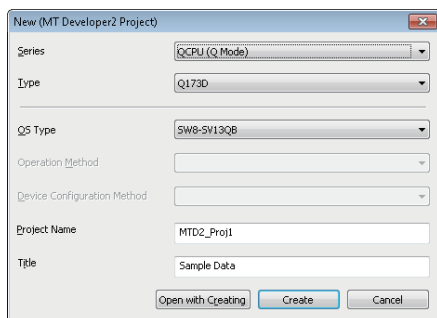 New (MT Developer2 Project)
Series QCPU (Q Mode)
Type Q173D
OS Type SW8-SV13QB
Operation Method
Device Configuration Method
Project Name MTD2_Proj1
Title Sample Data
Open with Creating Create Cancel